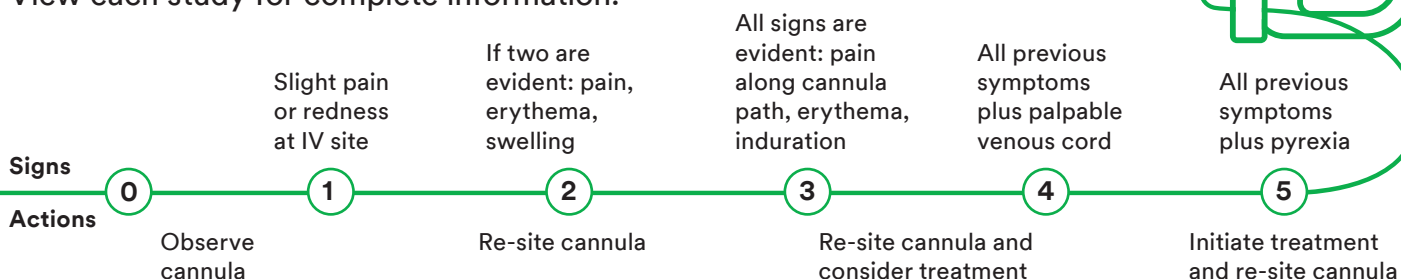 View each study for complete information.
Slight pain
or redness
at IV site
If two are
evident: pain,
erythema,
swelling
All signs are
evident: pain
along cannula
path, erythema,
induration
All previous
symptoms
plus palpable
venous cord
All previous
symptoms
plus pyrexia
Signs
0
1
2
3
4
5
Actions
Observe
cannula
Re-site cannula
Re-site cannula and
consider treatment
Initiate treatment
and re-site cannula